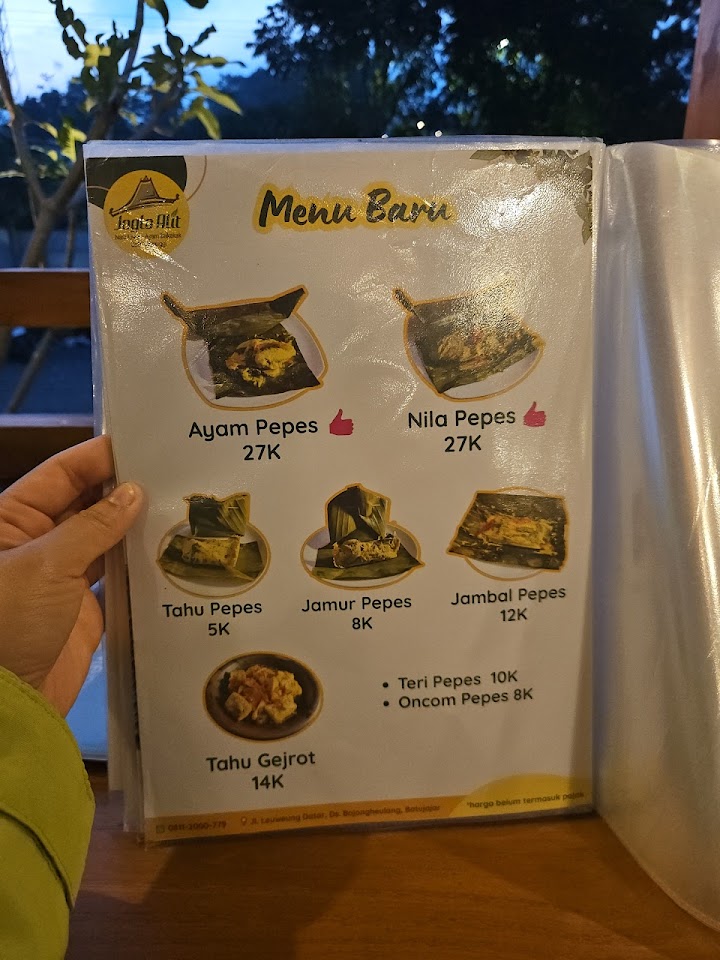 Joglo Alit
Menu Baru
Ayam Pepes
27K
Nila Pepes
27K
Tahu Pepes
5K
Jamur Pepes
8K
Jambal Pepes
12K
Tahu Gejrot
14K
• Teri Pepes 10K
• Oncom Pepes 8K
*harga belum termasuk pajak